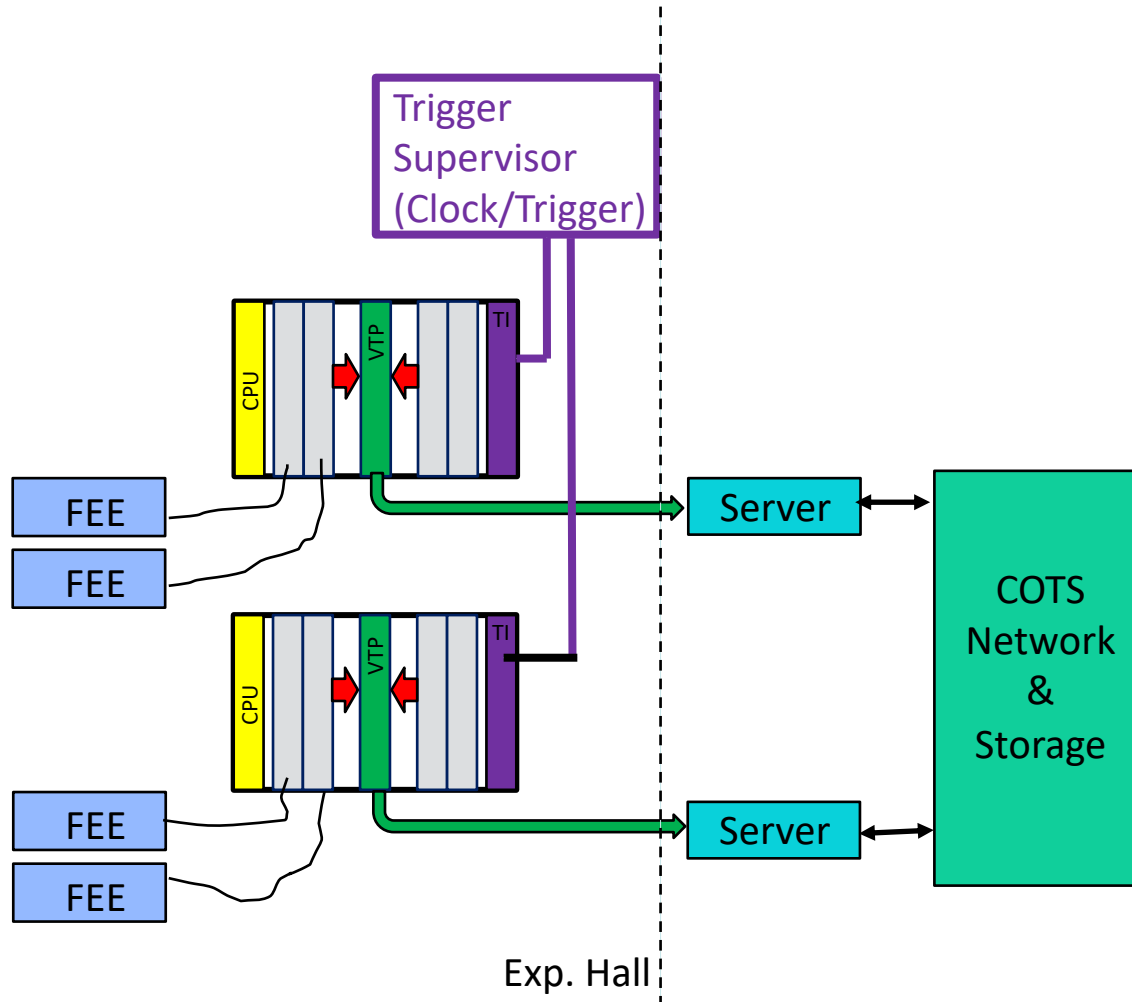 Trigger
Supervisor
(Clock/Trigger)
CPU
VTP
TI
FEE
FEE
Server
COTS
Network
&
Storage
CPU
VTP
TI
FEE
FEE
Server
Exp. Hall